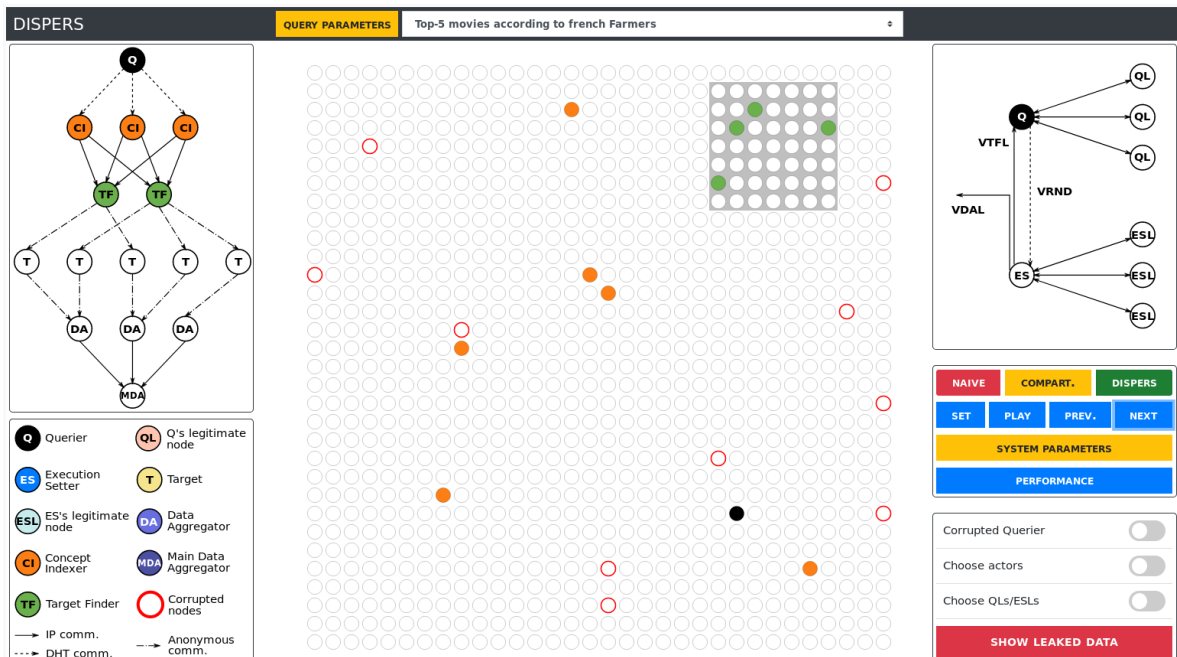 DISPERS
QUERY PARAMETERS
Top-5 movies according to french Farmers
Q
CI CI CI
TF TF
T T T T T
DA DA DA
MDA
Q Querier
QL Q's legitimate
node
ES Execution
Setter
T Target
ESL ES's legitimate
node
DA Data
Aggregator
CI Concept
Indexer
MDA Main Data
Aggregator
TF Target Finder
Corrupted
nodes
IP comm.
DHT comm.
Anonymous
comm.
QL
Q QL
VTFL QL
VRND
VDAL
ESL
ES ESL
ESL
NAIVE COMPART. DISPERS
SET PLAY PREV. NEXT
SYSTEM PARAMETERS
PERFORMANCE
Corrupted Querier
Choose actors
Choose QLs/ESLs
SHOW LEAKED DATA